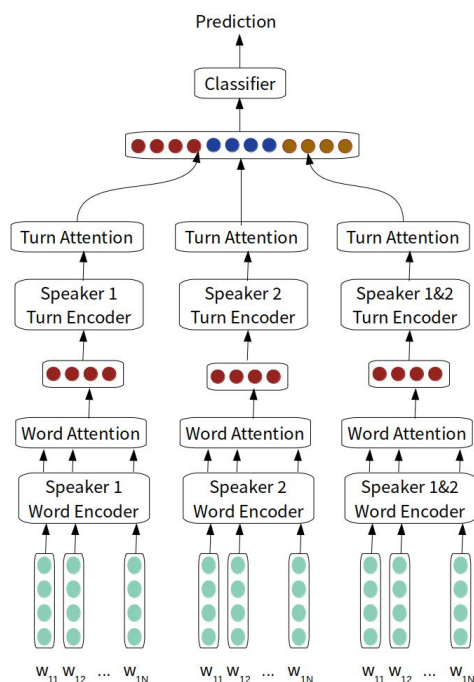 Prediction
Classifier
Turn Attention Turn Attention Turn Attention
Speaker 1 Speaker 2 Speaker 1&2
Turn Encoder Turn Encoder Turn Encoder
Word Attention Word Attention Word Attention
Speaker 1 Speaker 2 Speaker 1&2
Word Encoder Word Encoder Word Encoder
w11 w12 ... w1N w11 w12 ... w1N w11 w12 ... w1N